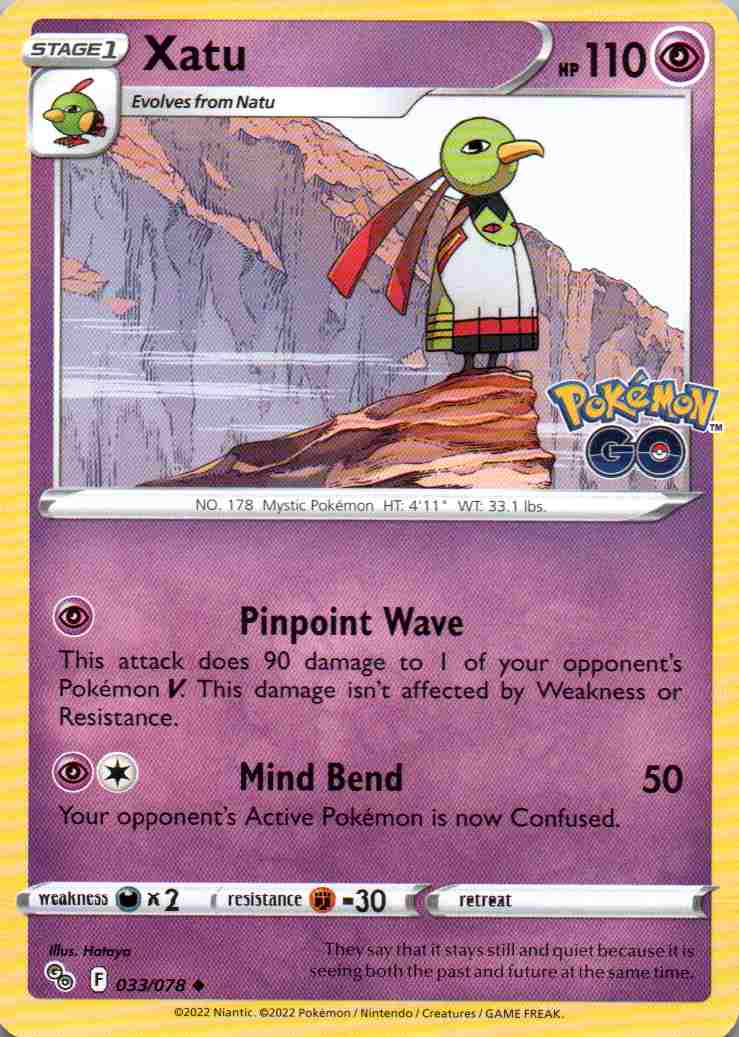 STAGE 1 Xatu HP 110
Evolves from Natu
POKÉMON™
GO
NO. 178 Mystic Pokémon HT: 4'11" WT: 33.1 lbs.
Pinpoint Wave
This attack does 90 damage to 1 of your opponent's
Pokémon V. This damage isn't affected by Weakness or
Resistance.
Mind Bend 50
Your opponent's Active Pokémon is now Confused.
weakness ×2 resistance -30 retreat
Illus. Hataya
They say that it stays still and quiet because it is
seeing both the past and future at the same time.
GO F 033/078
©2022 Niantic. ©2022 Pokémon / Nintendo / Creatures / GAME FREAK.